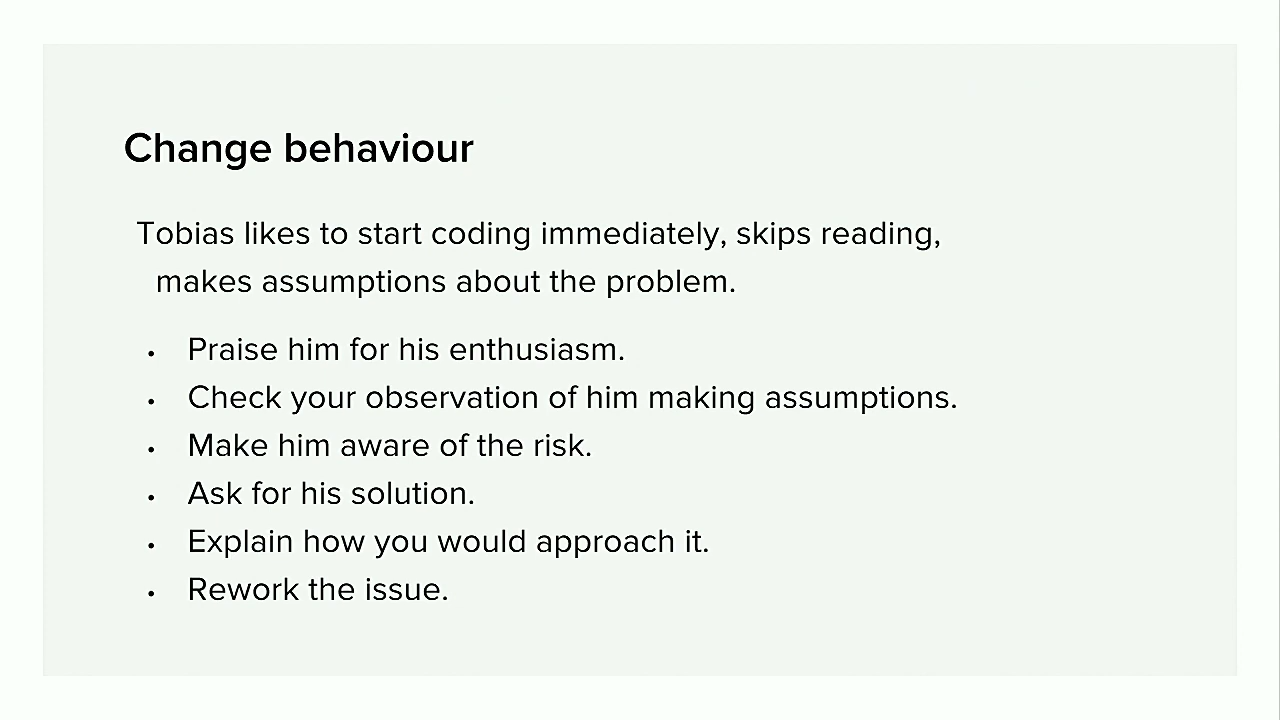 Change behaviour
Tobias likes to start coding immediately, skips reading,
makes assumptions about the problem.
• Praise him for his enthusiasm.
• Check your observation of him making assumptions.
• Make him aware of the risk.
• Ask for his solution.
• Explain how you would approach it.
• Rework the issue.